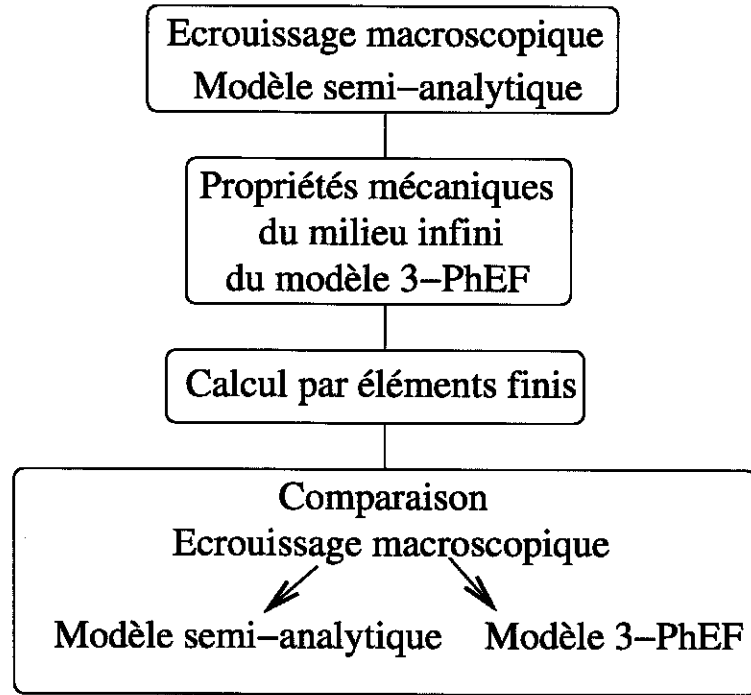 Ecrouissage macroscopique
Modèle semi–analytique
Propriétés mécaniques
du milieu infini
du modèle 3–PhEF
Calcul par éléments finis
Comparaison
Ecrouissage macroscopique
Modèle semi–analytique Modèle 3–PhEF